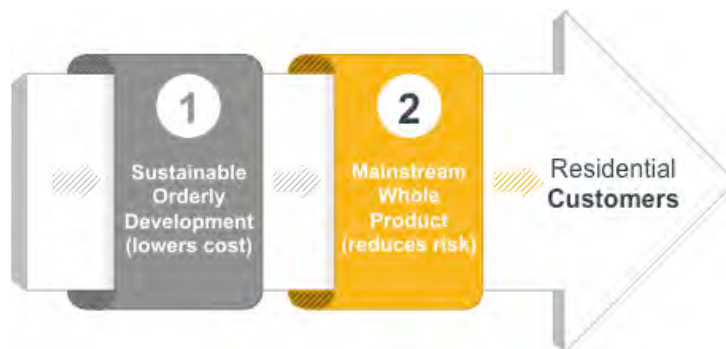 1
Sustainable
Orderly
Development
(lowers cost)
2
Mainstream
Whole
Product
(reduces risk)
Residential
Customers